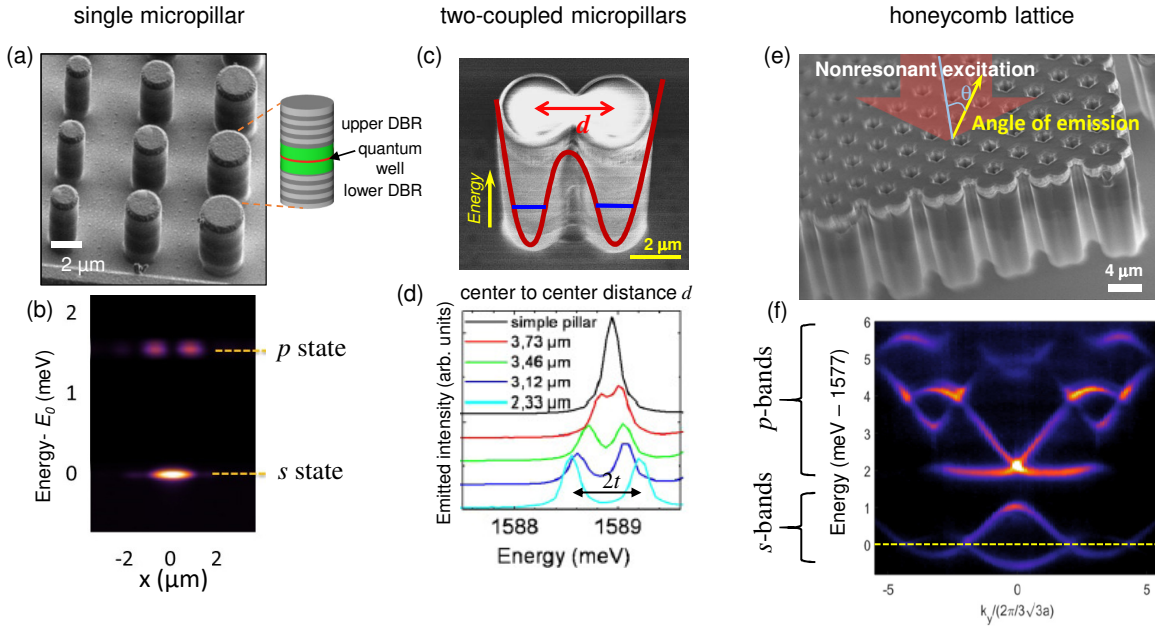 single micropillar
two-coupled micropillars
honeycomb lattice
(a)
2 μm
upper DBR
quantum
well
lower DBR
(b)
2
1
0
Energy- E0 (meV)
p state
s state
-2 0 2
x (μm)
(c)
d
Energy
2 μm
(d)
center to center distance d
simple pillar
3,73 μm
3,46 μm
3,12 μm
2,33 μm
2t
Emitted intensity (arb. units)
1588 1589
Energy (meV)
(e)
Nonresonant excitation
θ
Angle of emission
4 μm
(f)
p-bands
s-bands
Energy (meV − 1577)
6
5
4
3
2
1
0
-5 0 5
ky/(2π/3√3a)